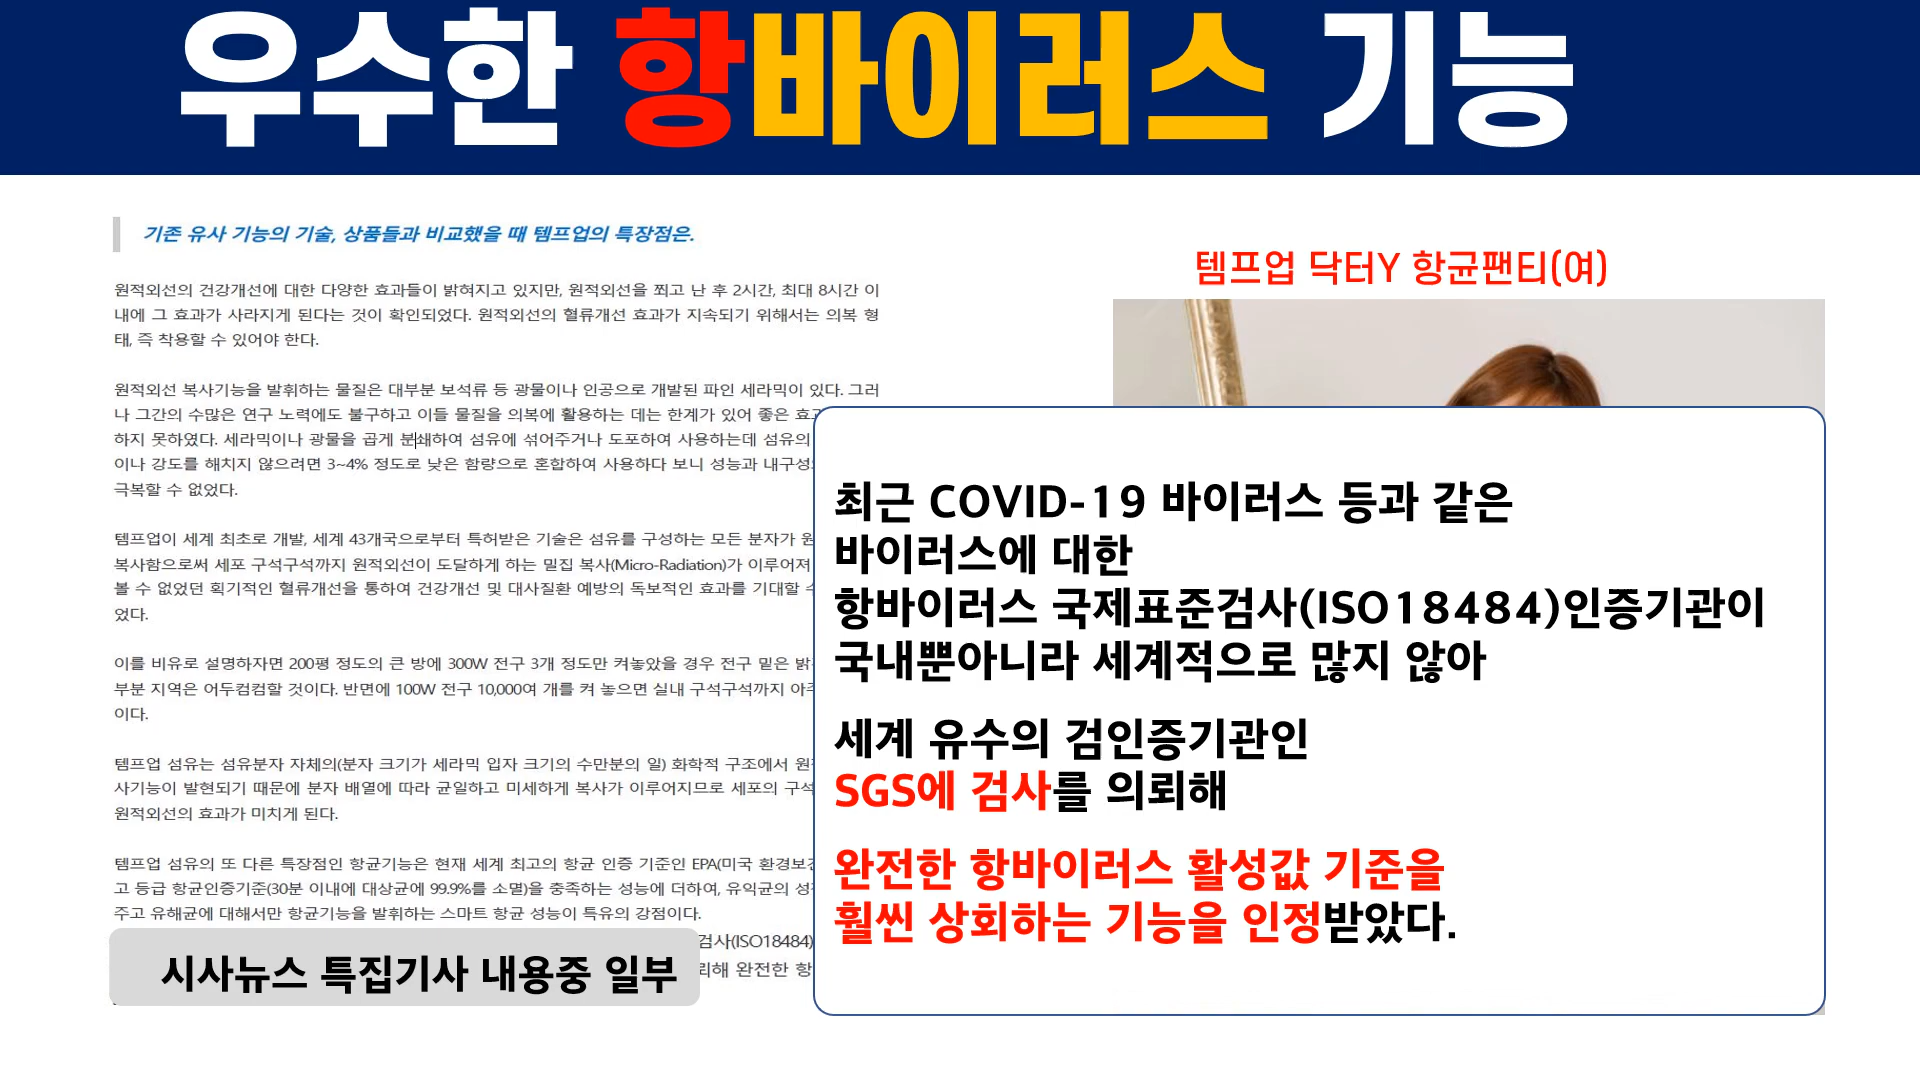 우수한 항바이러스 기능
기존 유사 기능의 기술, 상품들과 비교했을 때 템프업의 특장점은.
원적외선의 건강개선에 대한 다양한 효과들이 밝혀지고 있지만, 원적외선을 쬐고 난 후 2시간, 최대 8시간 이
내에 그 효과가 사라지게 된다는 것이 확인되었다. 원적외선의 혈류개선 효과가 지속되기 위해서는 의복 형
태, 즉 착용할 수 있어야 한다.
원적외선 복사기능을 발휘하는 물질은 대부분 보석류 등 광물이나 인공으로 개발된 파인 세라믹이 있다. 그러
나 그간의 수많은 연구 노력에도 불구하고 이들 물질을 의복에 활용하는 데는 한계가 있어 좋은
하지 못하였다. 세라믹이나 광물을 곱게 분쇄하여 섬유에 섞어주거나 도포하여 사용하는데 섬유의
이나 강도를 해치지 않으려면 3~4% 정도로 낮은 함량으로 혼합하여 사용하다 보니 성능과
극복할 수 없었다.
템프업이 세계 최초로 개발, 세계 43개국으로부터 특허받은 기술은 섬유를 구성하는 모든 분자가
복사함으로써 세포 구석구석까지 원적외선이 도달하게 하는 밀집 복사(Micro-Radiation)가 이루어져
볼 수 없었던 획기적인 혈류개선을 통하여 건강개선 및 대사질환 예방의 독보적인 효과를 기대할
었다.
이를 비유로 설명하자면 200평 정도의 큰 방에 300W 전구 3개 정도만 켜놓았을 경우 전구 밑은
부분 지역은 어두컴컴할 것이다. 반면에 100W 전구 10,000여 개를 켜 놓으면 실내 구석구석까지
이다.
템프업 섬유는 섬유분자 자체의(분자 크기가 세라믹 입자 크기의 수만분의 일) 화학적 구조에서
사기능이 발현되기 때문에 분자 배열에 따라 균일하고 미세하게 복사가 이루어지므로 세포의
원적외선의 효과가 미치게 된다.
템프업 섬유의 또 다른 특장점인 항균기능은 현재 세계 최고의 항균 인증 기준인 EPA(미국
고 등급 항균인증기준(30분 이내에 대상균에 99.9%를 소멸)을 충족하는 성능에 더하여, 유익균의
주고 유해균에 대해서만 항균기능을 발휘하는 스마트 항균 성능이 특유의 강점이다.
검사(ISO18484)
완전한
시사뉴스 특집기사 내용중 일부
템프업 닥터Y 항균팬티(여)
최근 COVID-19 바이러스 등과 같은
바이러스에 대한
항바이러스 국제표준검사(ISO18484)인증기관이
국내뿐아니라 세계적으로 많지 않아
세계 유수의 검인증기관인
SGS에 검사를 의뢰해
완전한 항바이러스 활성값 기준을
훨씬 상회하는 기능을 인정받았다.